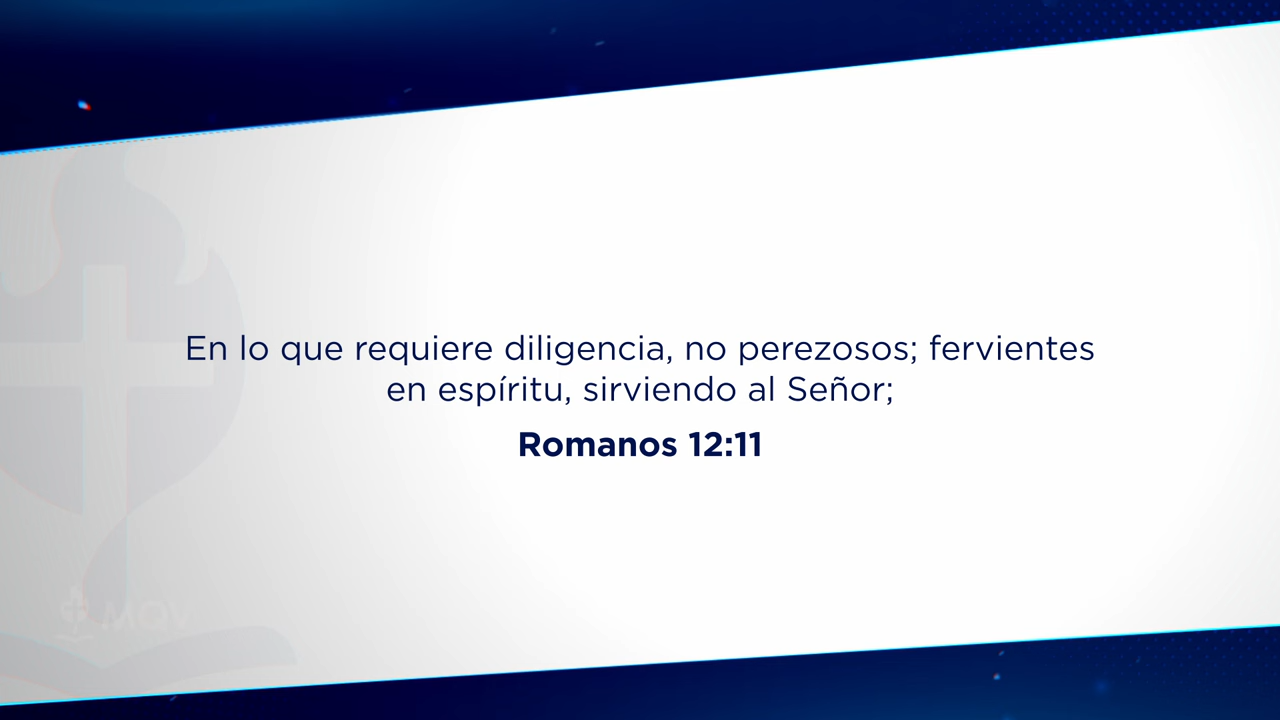 En lo que requiere diligencia, no perezosos; fervientes
en espíritu, sirviendo al Señor;
Romanos 12:11